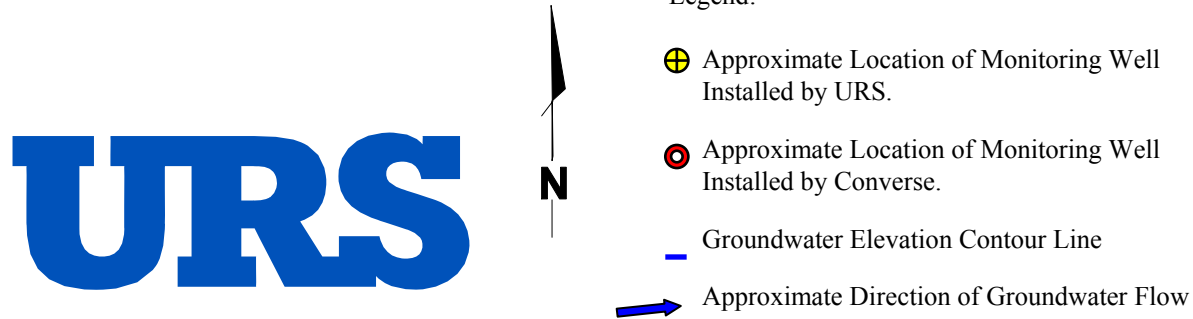 URS
N
Legend:
Approximate Location of Monitoring Well
Installed by URS.
Approximate Location of Monitoring Well
Installed by Converse.
Groundwater Elevation Contour Line
Approximate Direction of Groundwater Flow